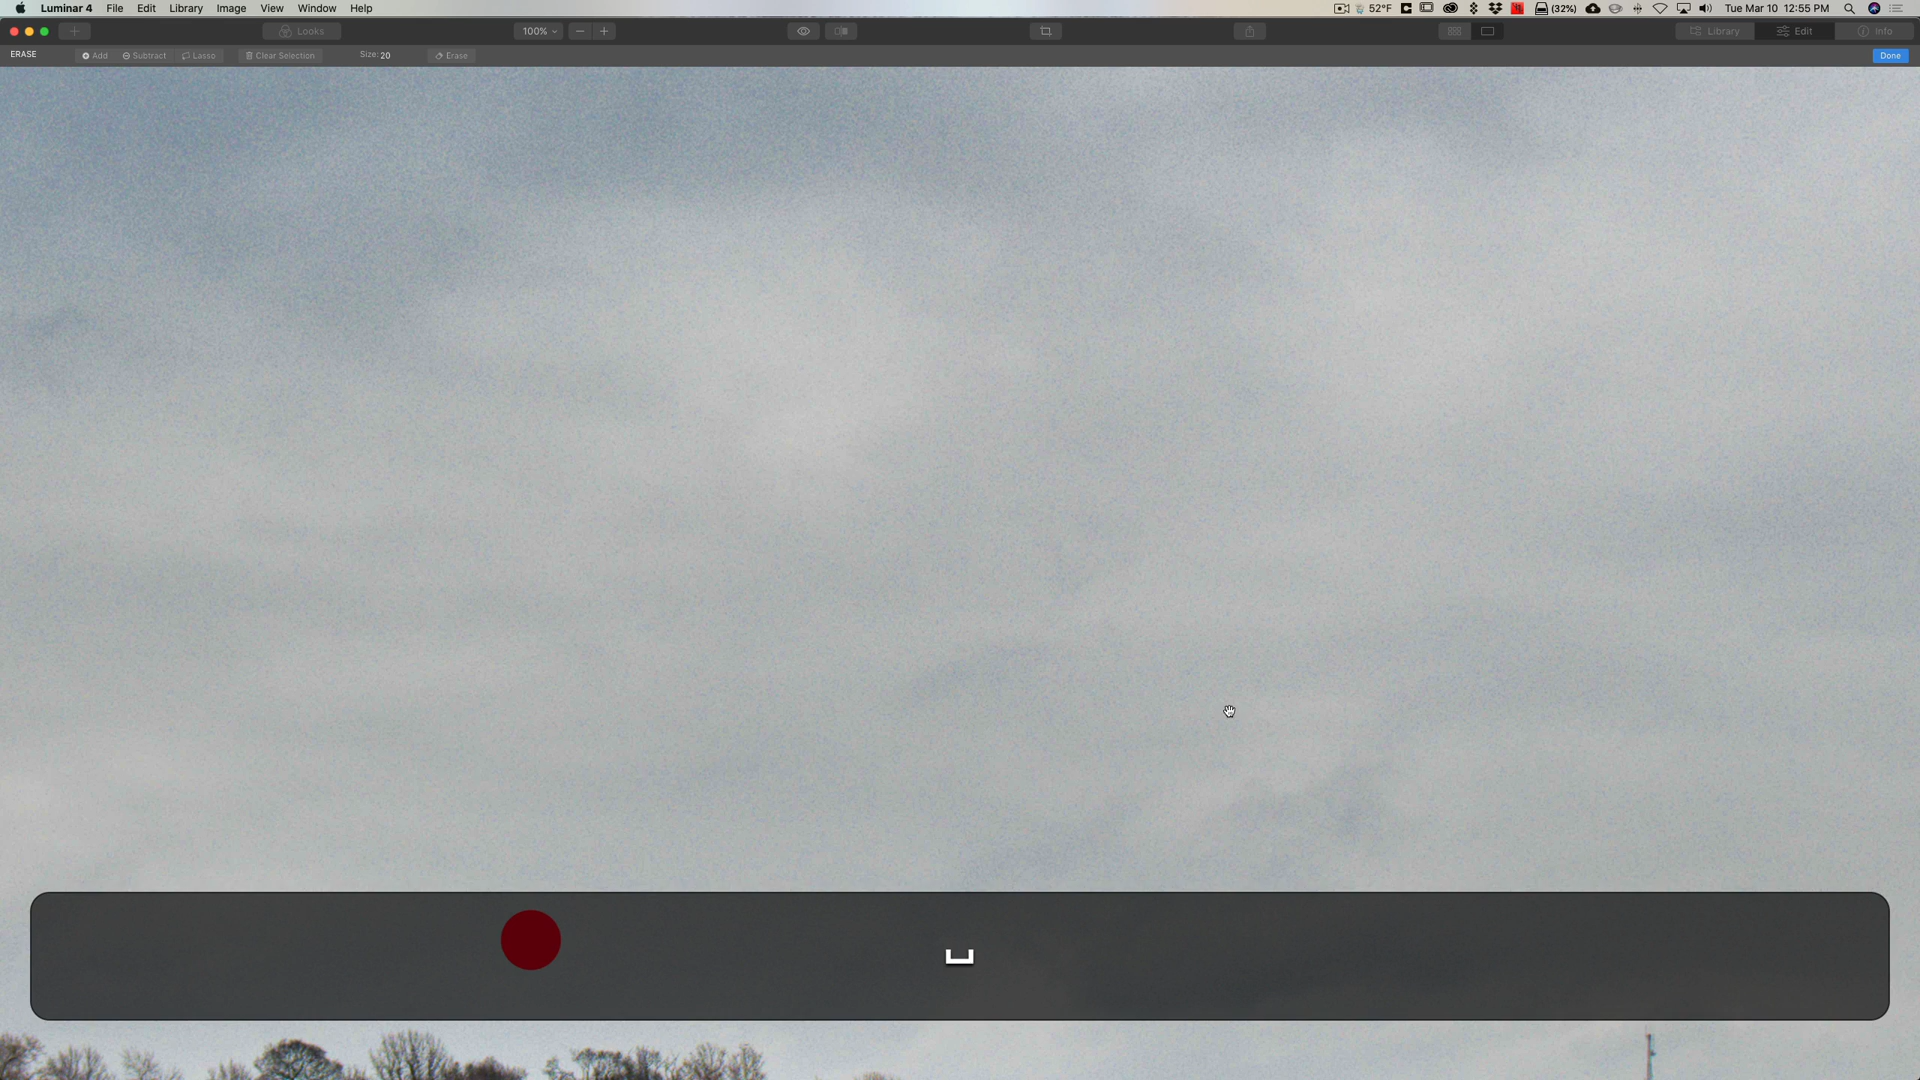 Luminar 4 File Edit Library Image View Window Help 52°F (32%) Tue Mar 10 12:55 PM
Looks 100% Library Edit Info
ERASE Add Subtract Lasso Clear Selection Size: 20 Erase Done